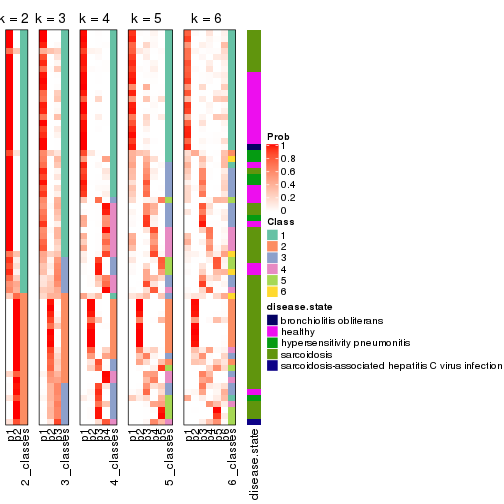 k = 2 k = 3 k = 4 k = 5 k = 6
Prob
1
0.8
0.6
0.4
0.2
0
Class
1
2
3
4
5
6
disease.state
bronchiolitis obliterans
healthy
hypersensitivity pneumonitis
sarcoidosis
sarcoidosis-associated hepatitis C virus infection
p1
p2
2_classes
p1
p2
p3
3_classes
p1
p2
p3
p4
4_classes
p1
p2
p3
p4
p5
5_classes
p1
p2
p3
p4
p5
p6
6_classes
disease.state